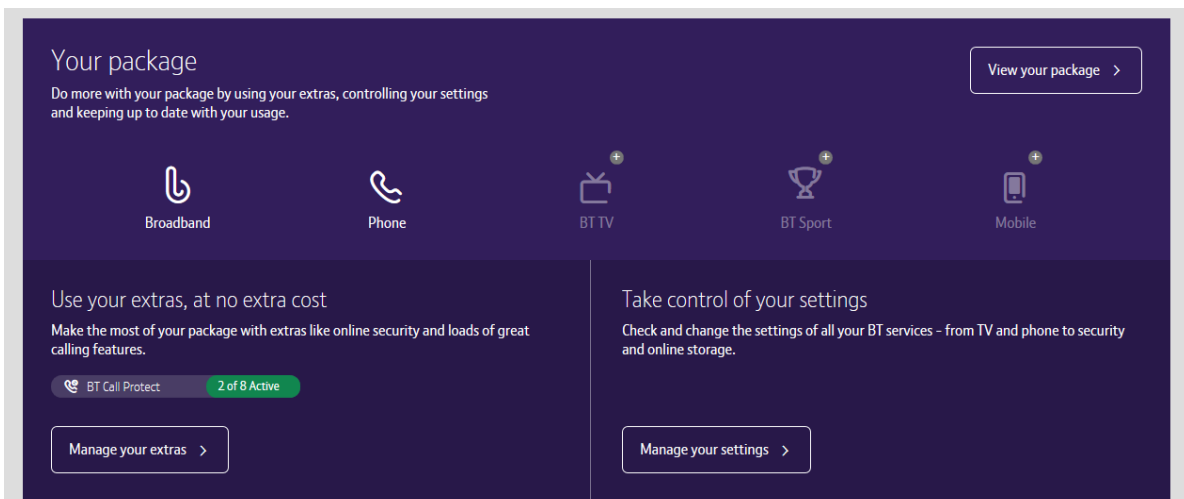 Your package
View your package >
Do more with your package by using your extras, controlling your settings
and keeping up to date with your usage.
Broadband
Phone
BT TV
BT Sport
Mobile
Use your extras, at no extra cost
Make the most of your package with extras like online security and loads of great
calling features.
BT Call Protect
2 of 8 Active
Manage your extras >
Take control of your settings
Check and change the settings of all your BT services – from TV and phone to security
and online storage.
Manage your settings >